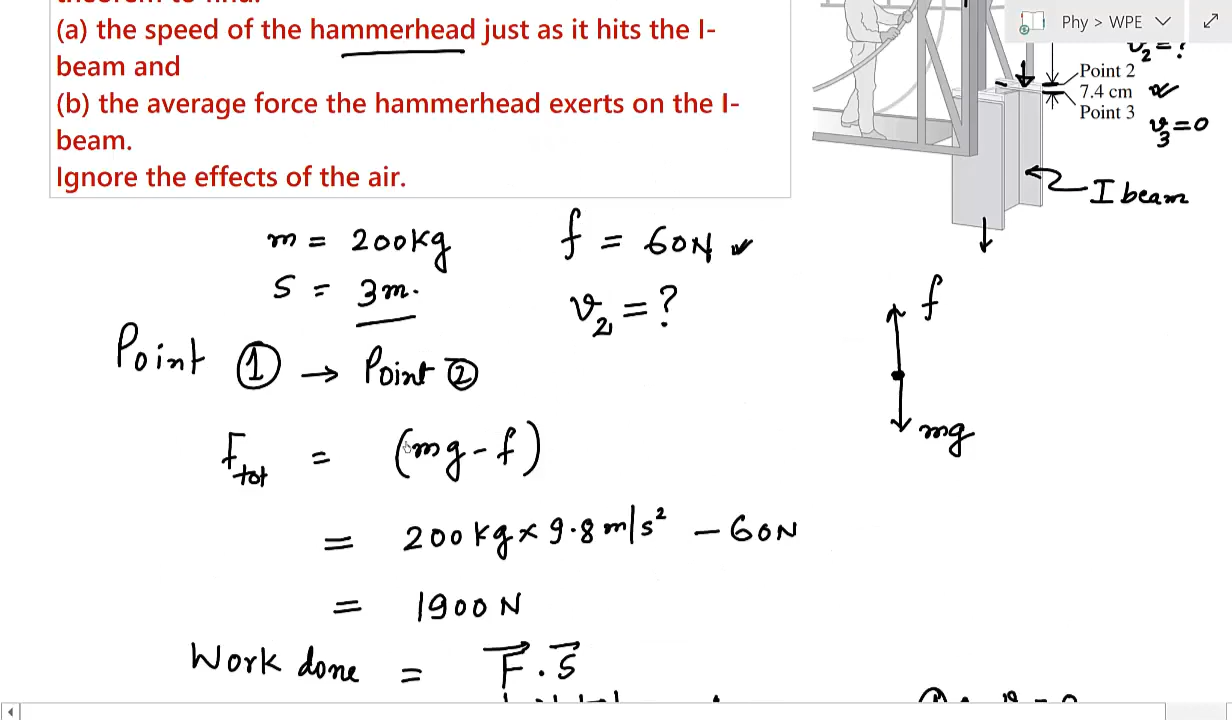 (a) the speed of the hammerhead just as it hits the I-
beam and
(b) the average force the hammerhead exerts on the I-
beam.
Ignore the effects of the air.
Phy > WPE
v2 = ?
Point 2
7.4 cm
Point 3
v3 = 0
I beam
m = 200kg
f = 60N
S = 3m.
v2 = ?
Point ① → Point ②
f
mg
Ftot = (mg - f)
= 200kg × 9.8 m/s² - 60N
= 1900 N
Work done = F⃗ . s⃗